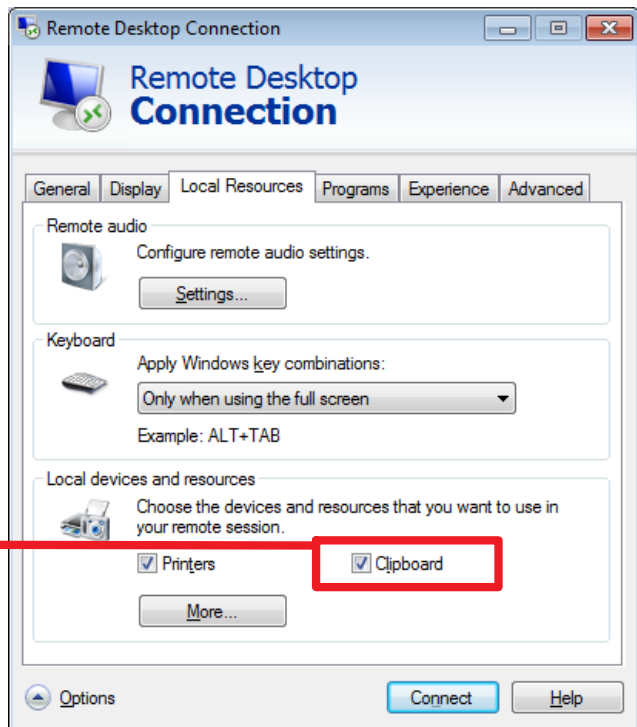 Remote Desktop Connection
Remote Desktop
Connection
General Display Local Resources Programs Experience Advanced
Remote audio
Configure remote audio settings.
Settings...
Keyboard
Apply Windows key combinations:
Only when using the full screen
Example: ALT+TAB
Local devices and resources
Choose the devices and resources that you want to use in
your remote session.
Printers Clipboard
More...
Options Connect Help